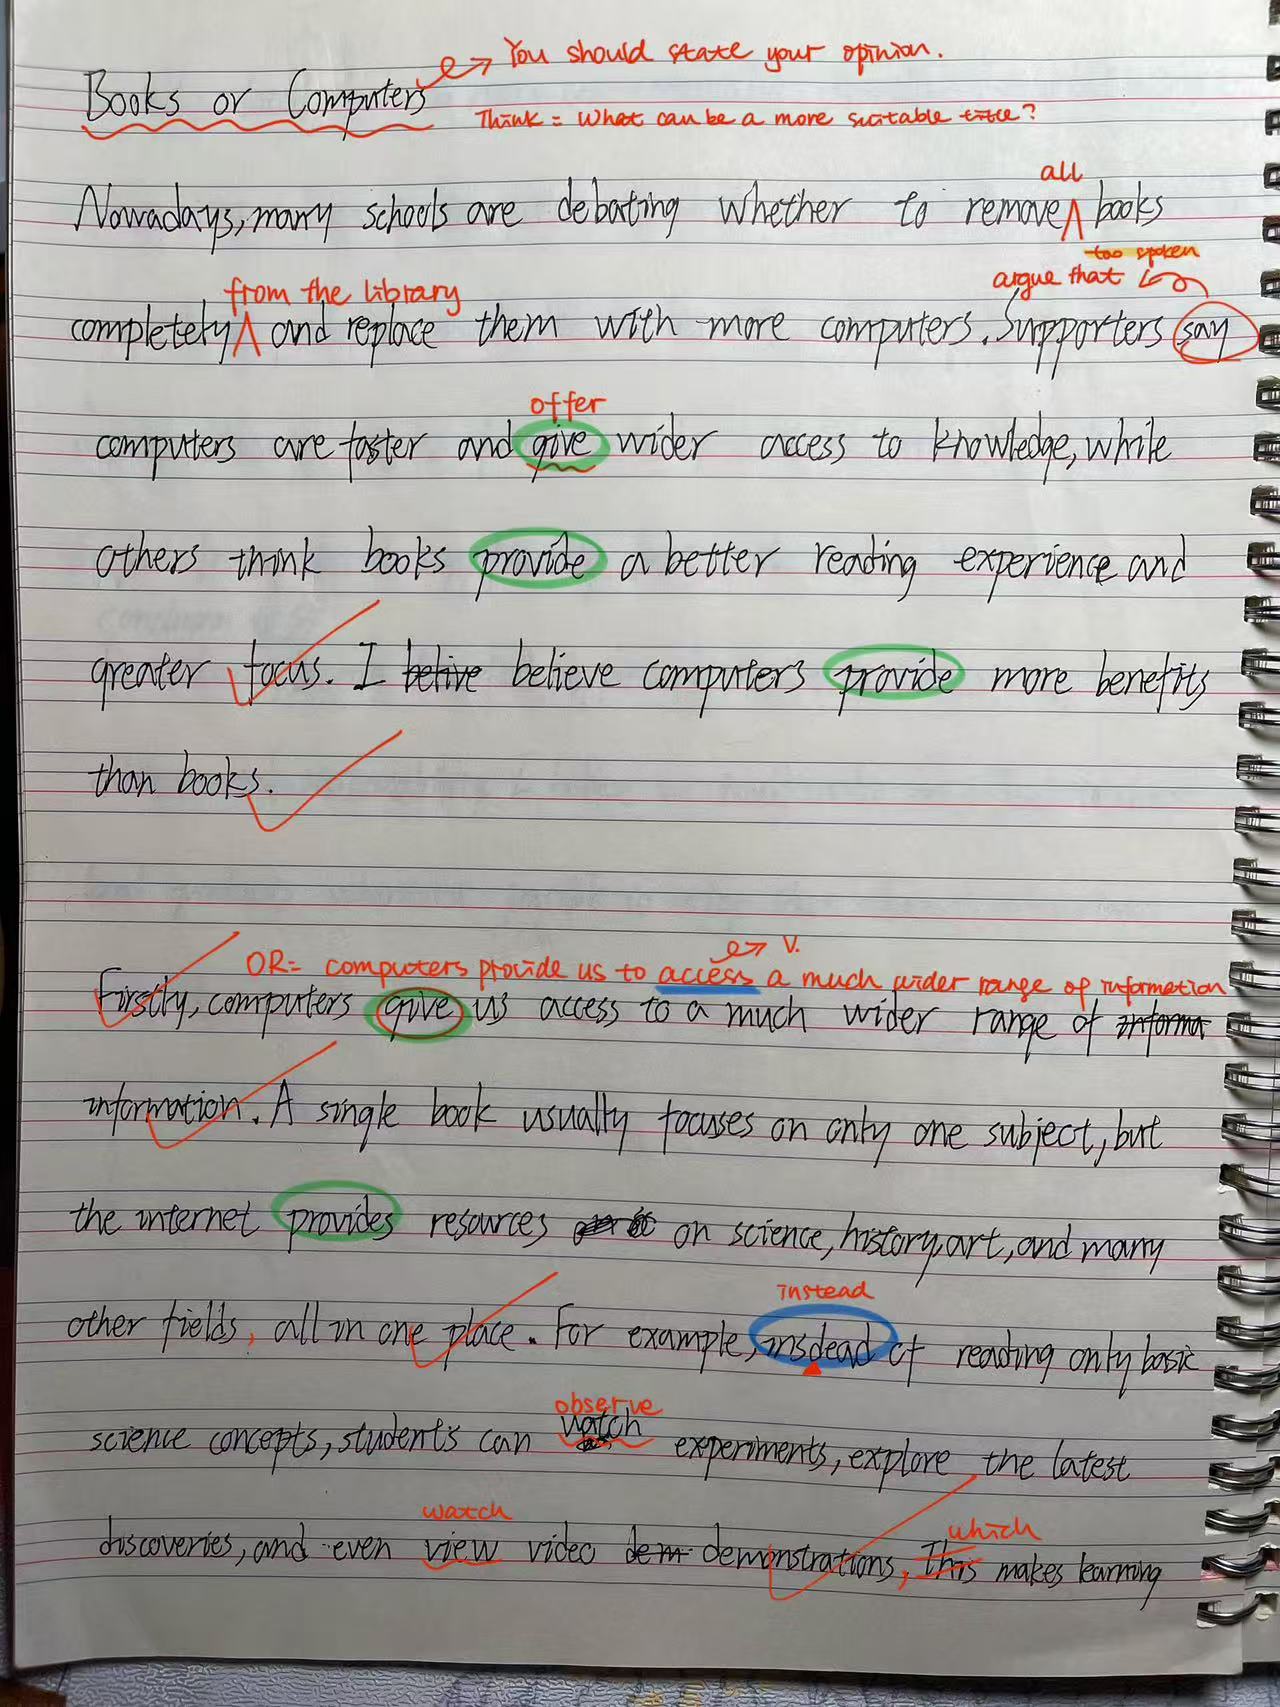 You should state your opinion.
Books or Computers
Think = What can be a more suitable title?
all
Nowadays, many schools are debating whether to remove books
too spoken
from the library argue that
completely and replace them with more computers. Supporters say
offer
computers are faster and give wider access to knowledge, while
others think books provide a better reading experience and
greater focus. I belive believe computers provide more benefits
than books.
V.
OR= computers provide us to access a much wider range of information
Firstly, computers give us access to a much wider range of informa
information. A single book usually focuses on only one subject, but
the internet provides resources on science, history, art, and many
instead
other fields, all in one place. For example, insdead of reading only basic
observe
science concepts, students can watch experiments, explore the latest
watch which
discoveries, and even view video dem demonstrations, This makes learning